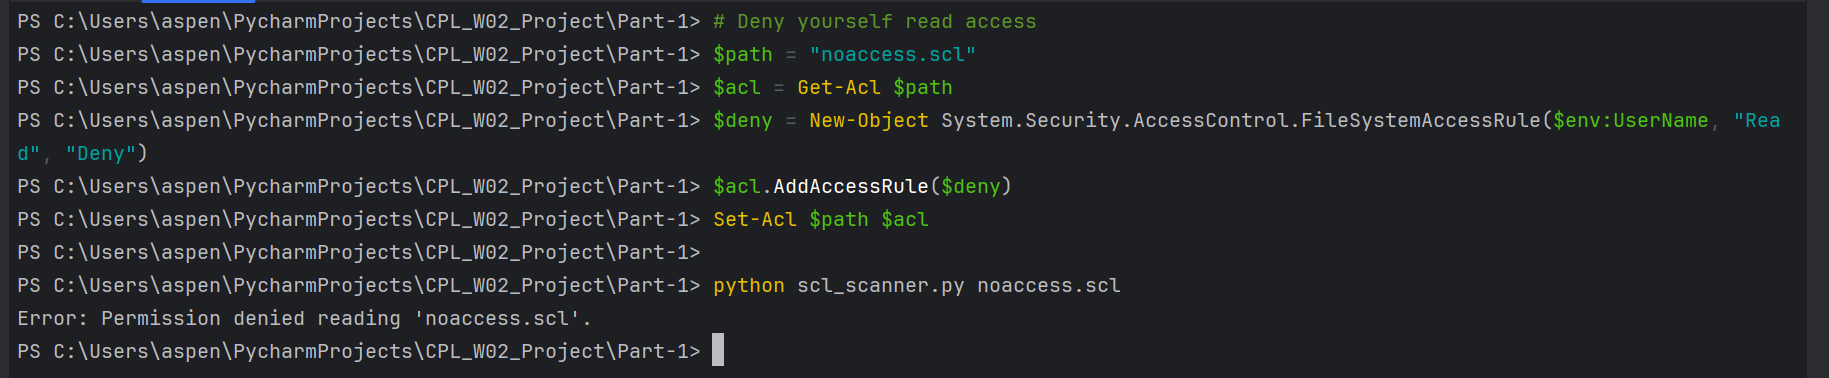 PS C:\Users\aspen\PycharmProjects\CPL_W02_Project\Part-1> # Deny yourself read access
PS C:\Users\aspen\PycharmProjects\CPL_W02_Project\Part-1> $path = "noaccess.scl"
PS C:\Users\aspen\PycharmProjects\CPL_W02_Project\Part-1> $acl = Get-Acl $path
PS C:\Users\aspen\PycharmProjects\CPL_W02_Project\Part-1> $deny = New-Object System.Security.AccessControl.FileSystemAccessRule($env:UserName, "Rea
d", "Deny")
PS C:\Users\aspen\PycharmProjects\CPL_W02_Project\Part-1> $acl.AddAccessRule($deny)
PS C:\Users\aspen\PycharmProjects\CPL_W02_Project\Part-1> Set-Acl $path $acl
PS C:\Users\aspen\PycharmProjects\CPL_W02_Project\Part-1>
PS C:\Users\aspen\PycharmProjects\CPL_W02_Project\Part-1> python scl_scanner.py noaccess.scl
Error: Permission denied reading 'noaccess.scl'.
PS C:\Users\aspen\PycharmProjects\CPL_W02_Project\Part-1>